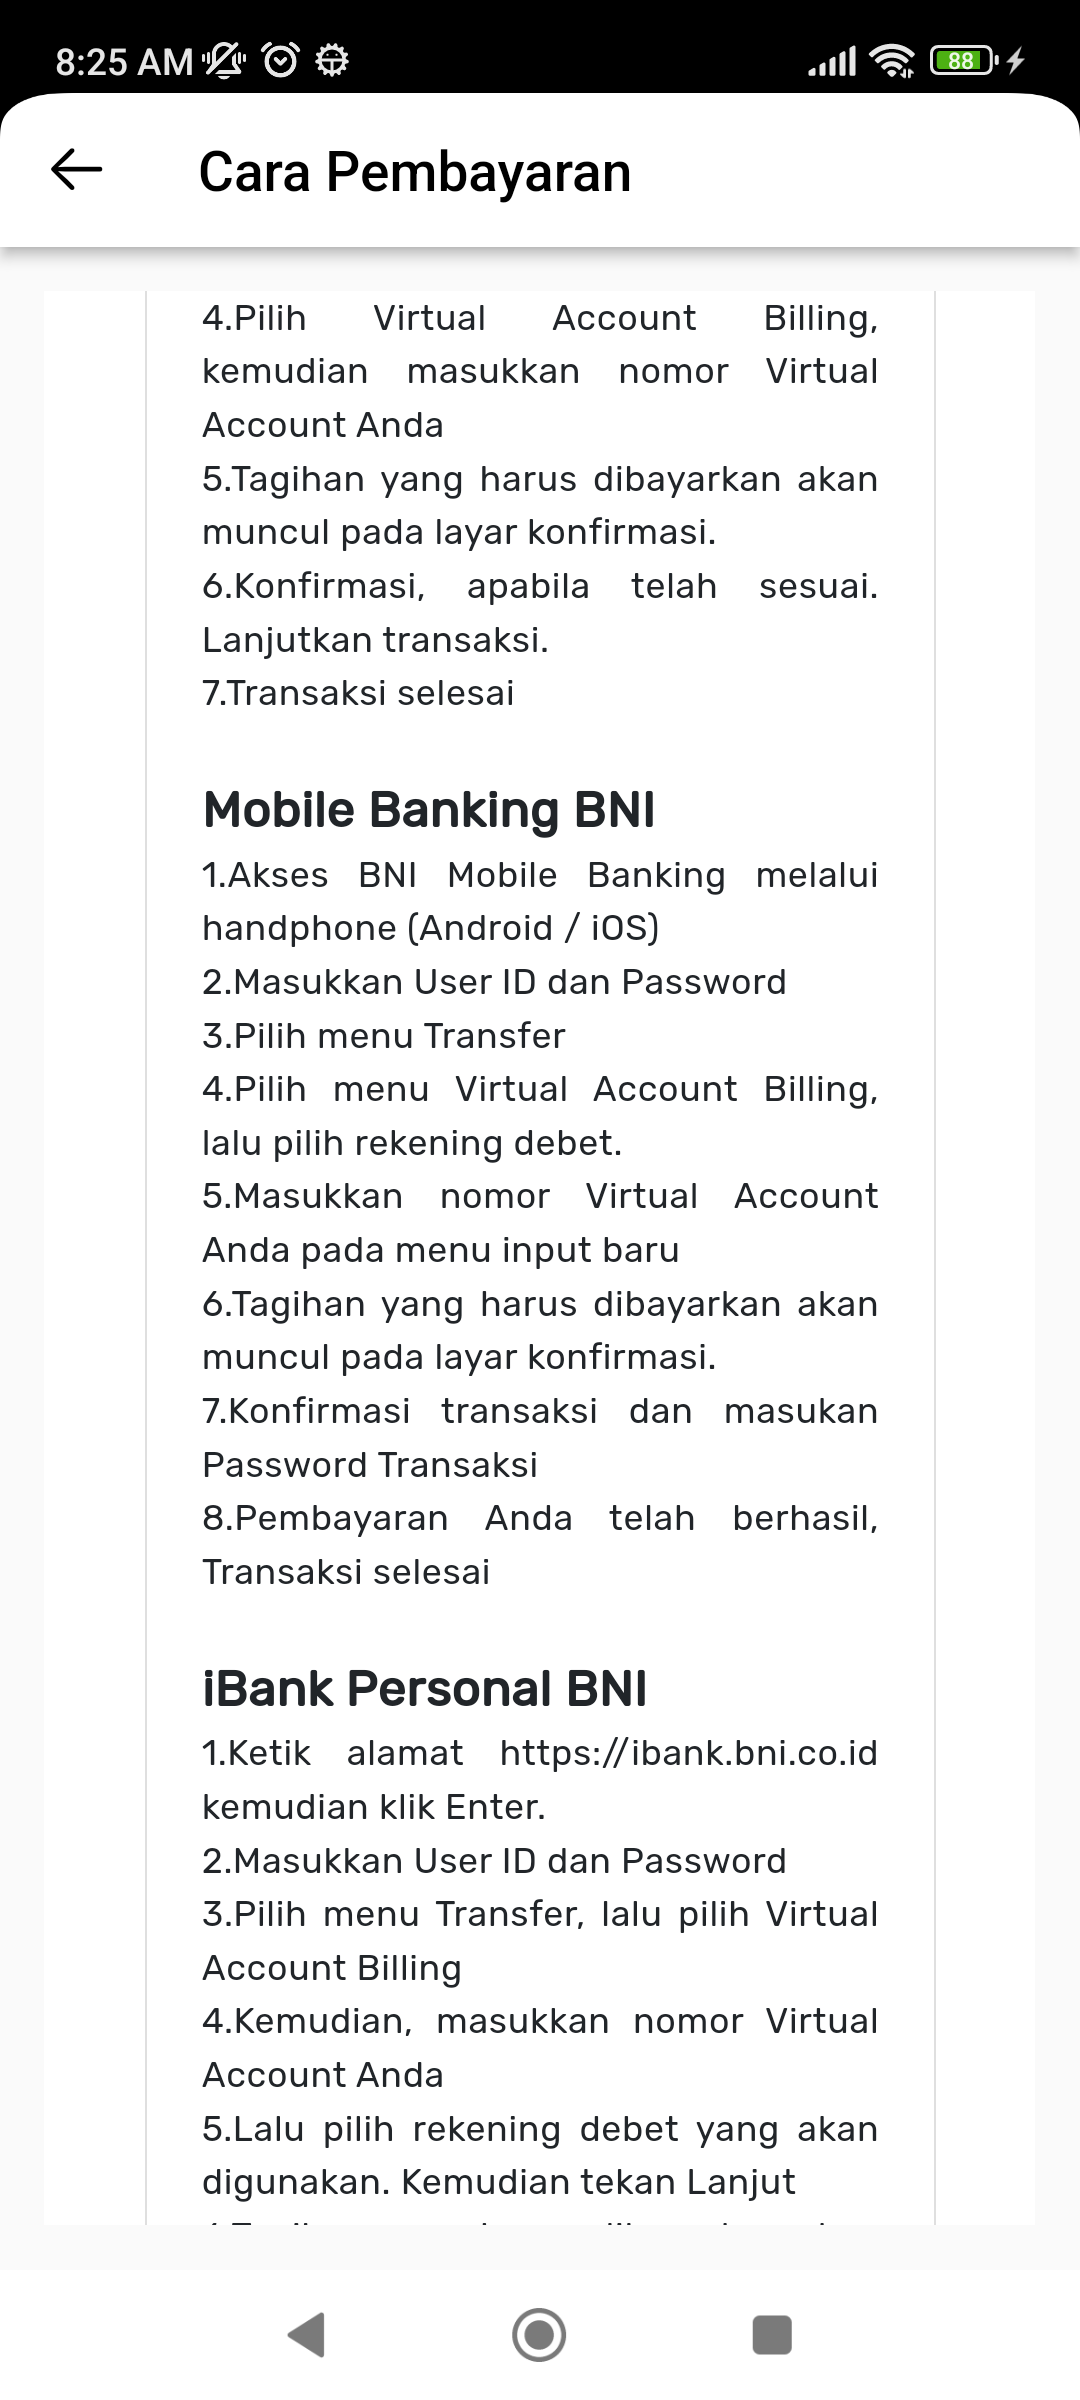 8:25 AM
88
Cara Pembayaran
4.Pilih Virtual Account Billing,
kemudian masukkan nomor Virtual
Account Anda
5.Tagihan yang harus dibayarkan akan
muncul pada layar konfirmasi.
6.Konfirmasi, apabila telah sesuai.
Lanjutkan transaksi.
7.Transaksi selesai
Mobile Banking BNI
1.Akses BNI Mobile Banking melalui
handphone (Android / iOS)
2.Masukkan User ID dan Password
3.Pilih menu Transfer
4.Pilih menu Virtual Account Billing,
lalu pilih rekening debet.
5.Masukkan nomor Virtual Account
Anda pada menu input baru
6.Tagihan yang harus dibayarkan akan
muncul pada layar konfirmasi.
7.Konfirmasi transaksi dan masukan
Password Transaksi
8.Pembayaran Anda telah berhasil,
Transaksi selesai
iBank Personal BNI
1.Ketik alamat https://ibank.bni.co.id
kemudian klik Enter.
2.Masukkan User ID dan Password
3.Pilih menu Transfer, lalu pilih Virtual
Account Billing
4.Kemudian, masukkan nomor Virtual
Account Anda
5.Lalu pilih rekening debet yang akan
digunakan. Kemudian tekan Lanjut